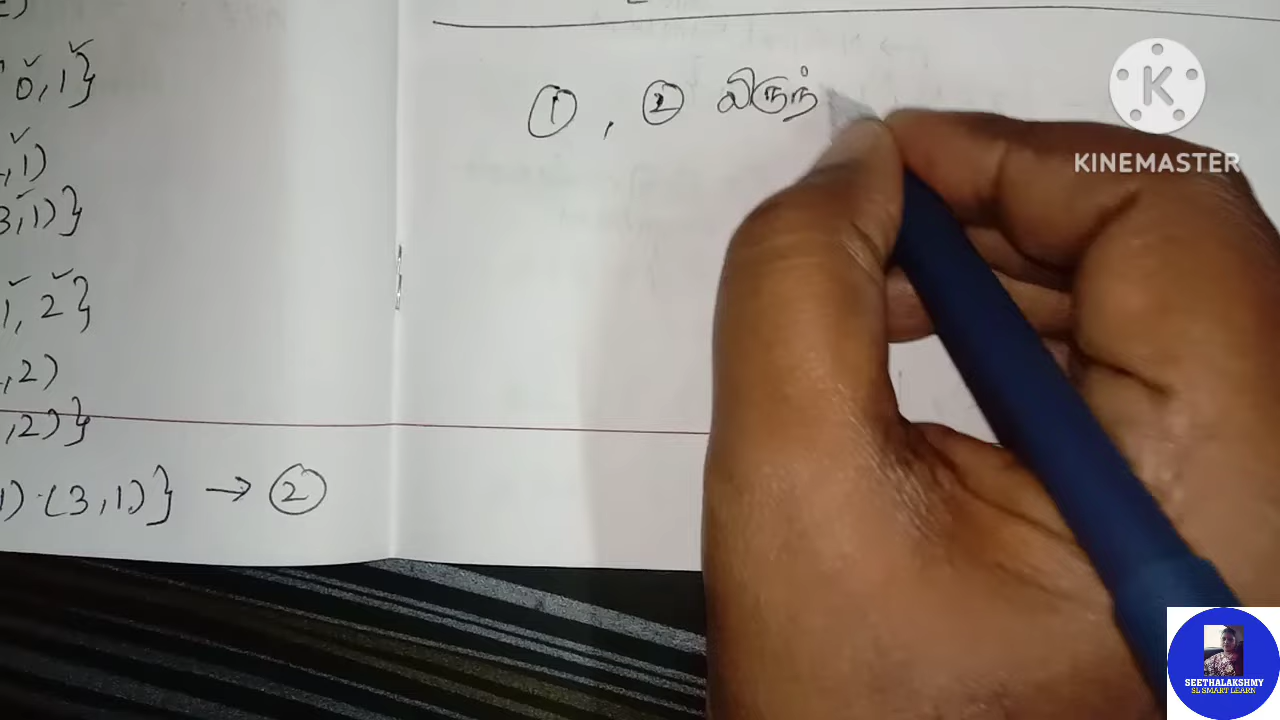 0, 1}
① , ② லிருந்
, 1)
3, 1)}
1, 2}
, 2)
, 2)}
1) (3, 1)} → ②
KINEMASTER
SEETHALAKSHMY
SL SMART LEARN